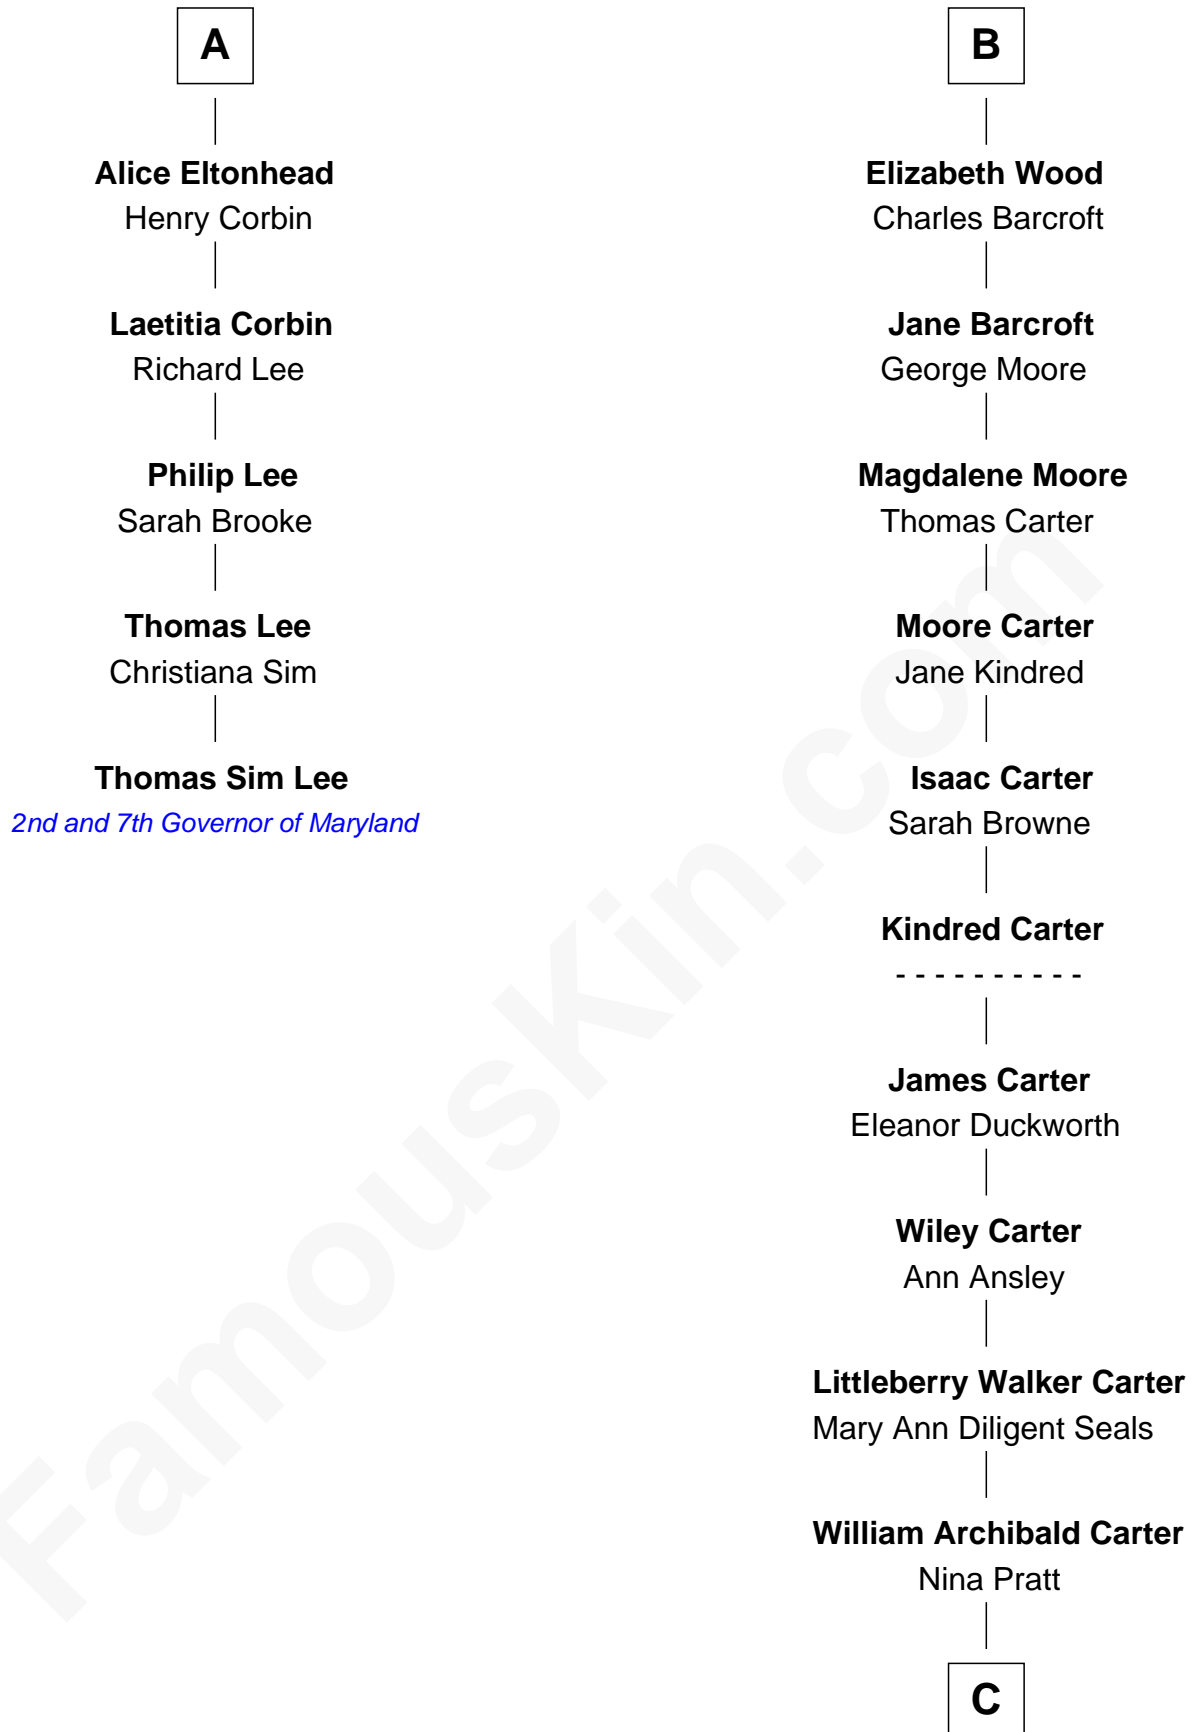 A
Alice Eltonhead
Henry Corbin
Laetitia Corbin
Richard Lee
Philip Lee
Sarah Brooke
Thomas Lee
Christiana Sim
Thomas Sim Lee
2nd and 7th Governor of Maryland
B
Elizabeth Wood
Charles Barcroft
Jane Barcroft
George Moore
Magdalene Moore
Thomas Carter
Moore Carter
Jane Kindred
Isaac Carter
Sarah Browne
Kindred Carter
- - - - - - - - - -
James Carter
Eleanor Duckworth
Wiley Carter
Ann Ansley
Littleberry Walker Carter
Mary Ann Diligent Seals
William Archibald Carter
Nina Pratt
C
FamousKin.com